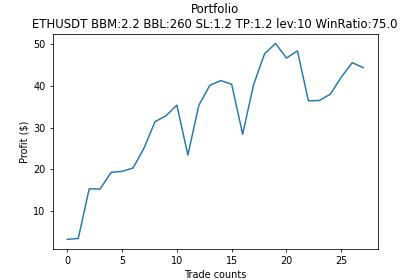 Portfolio
ETHUSDT BBM:2.2 BBL:260 SL:1.2 TP:1.2 lev:10 WinRatio:75.0
50
40
30
20
10
Profit ($)
0 5 10 15 20 25
Trade counts